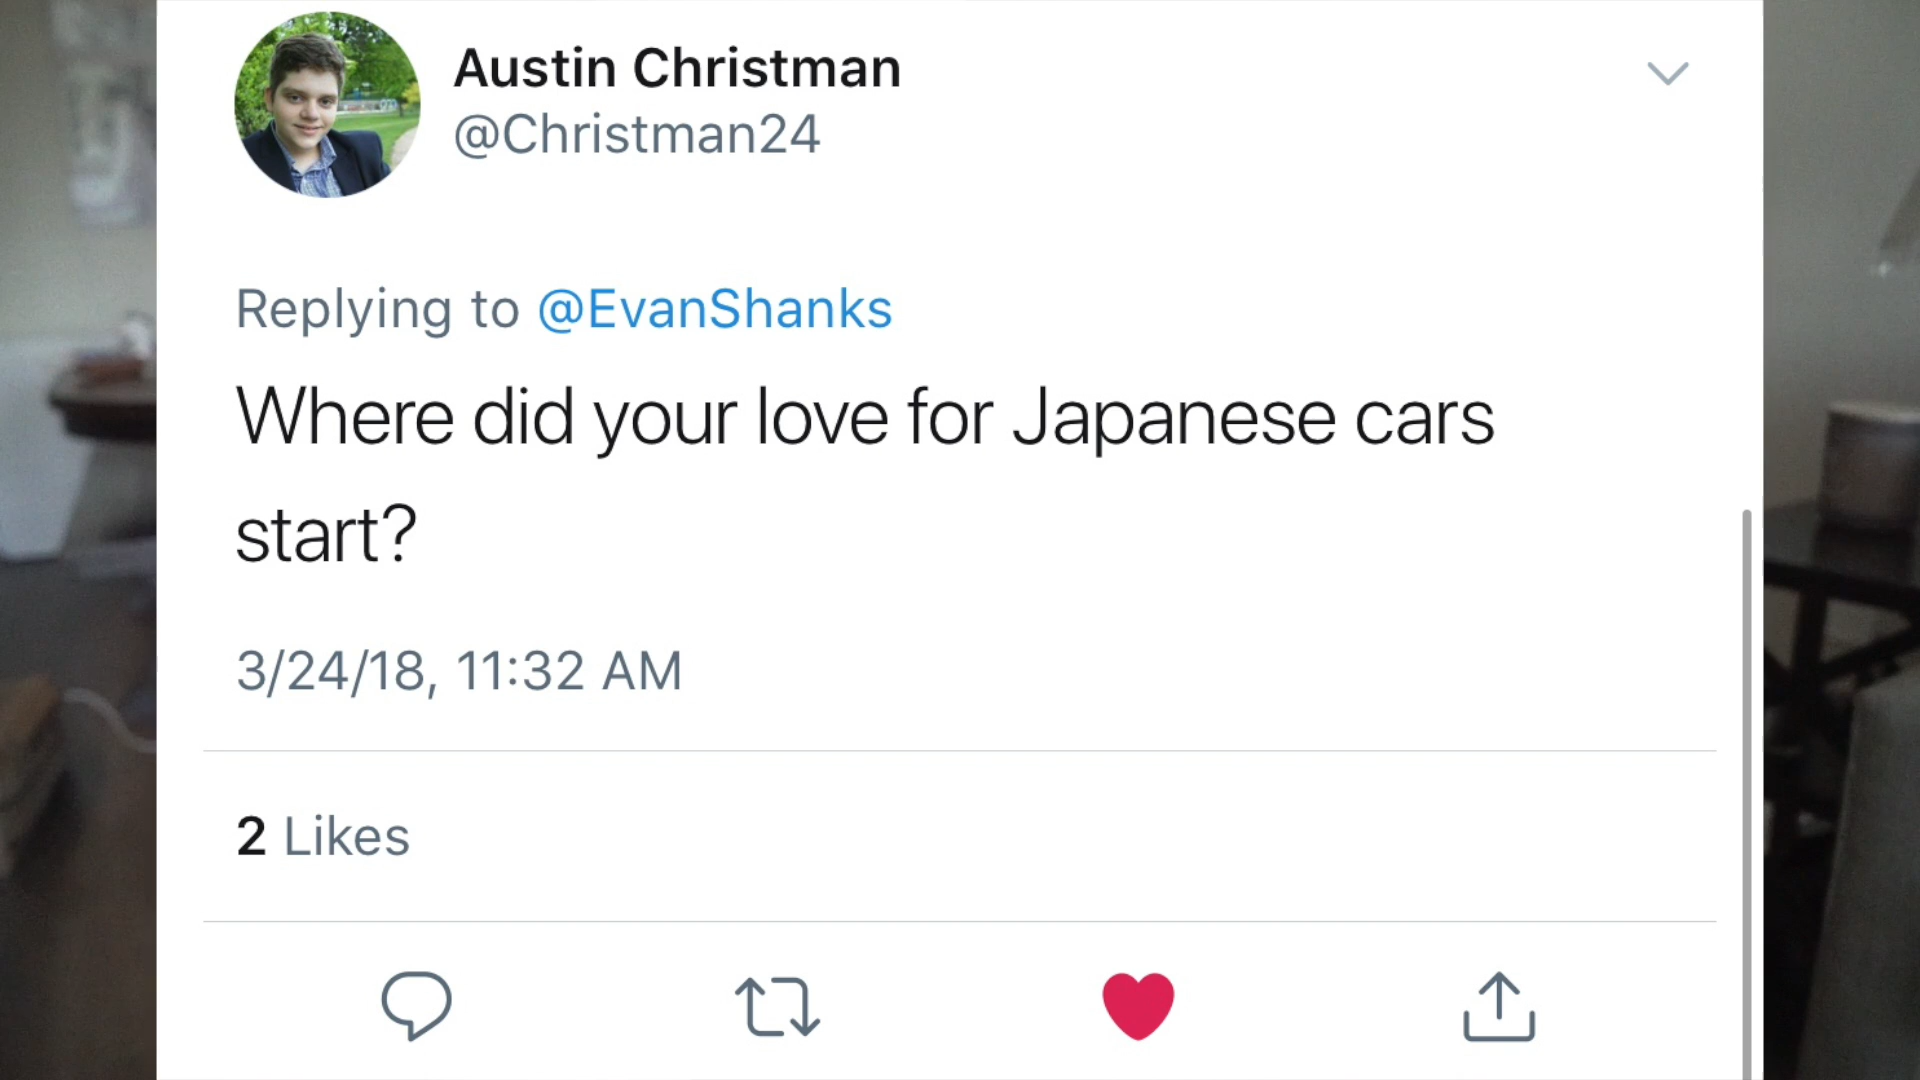 Austin Christman
@Christman24
Replying to @EvanShanks
Where did your love for Japanese cars
start?
3/24/18, 11:32 AM
2 Likes